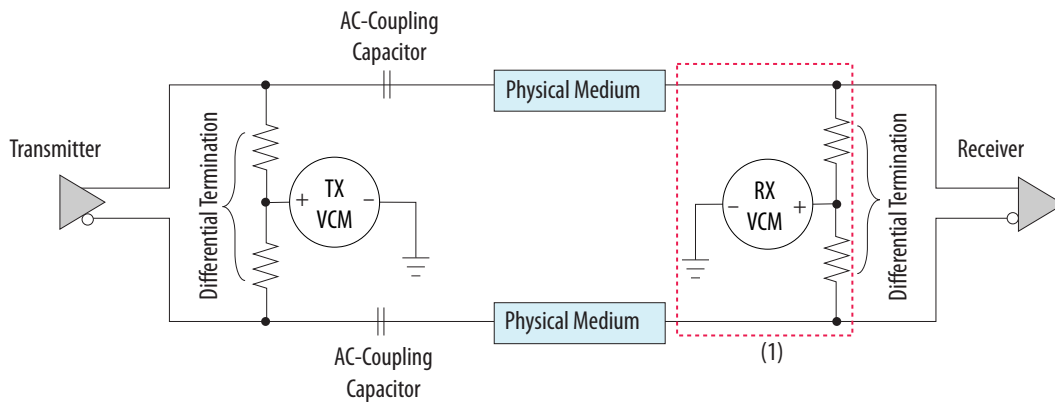 AC-Coupling
Capacitor
Physical Medium
Transmitter
Differential Termination
+ TX -
VCM
- RX +
VCM
Differential Termination
Receiver
Physical Medium
(1)
AC-Coupling
Capacitor